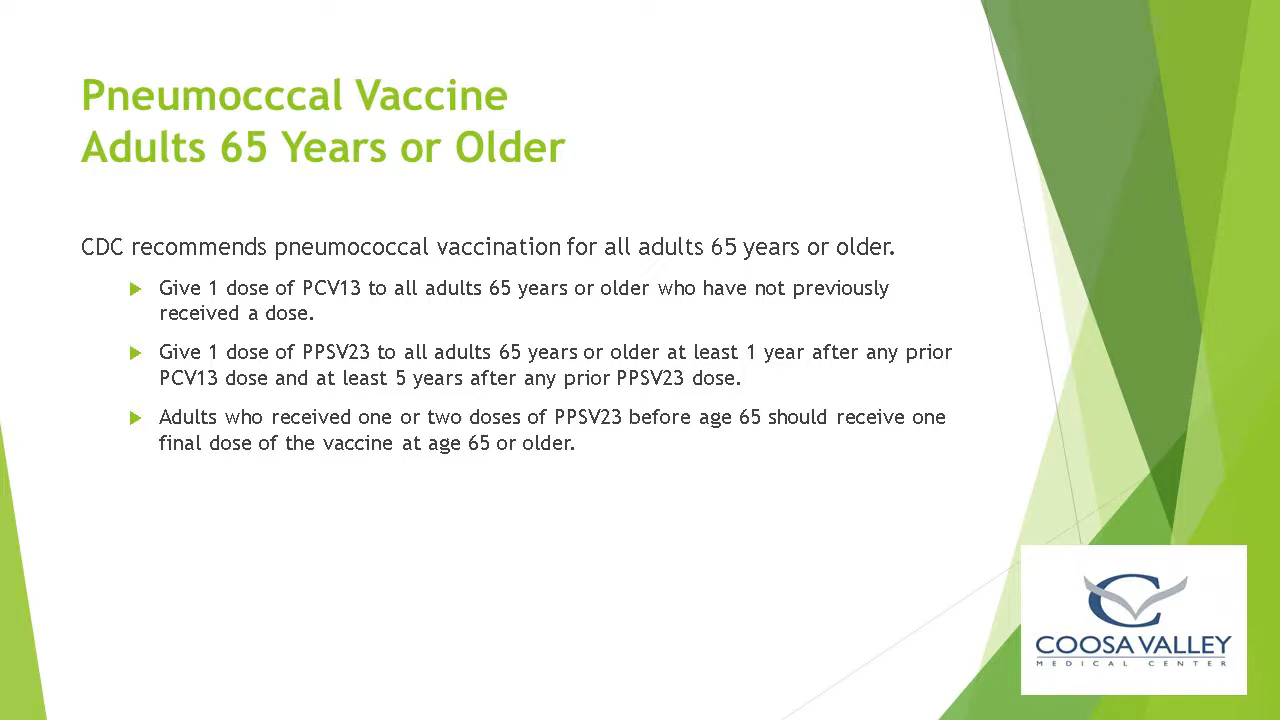 Pneumocccal Vaccine
Adults 65 Years or Older
CDC recommends pneumococcal vaccination for all adults 65 years or older.
Give 1 dose of PCV13 to all adults 65 years or older who have not previously
received a dose.
Give 1 dose of PPSV23 to all adults 65 years or older at least 1 year after any prior
PCV13 dose and at least 5 years after any prior PPSV23 dose.
Adults who received one or two doses of PPSV23 before age 65 should receive one
final dose of the vaccine at age 65 or older.
COOSA VALLEY
MEDICAL CENTER